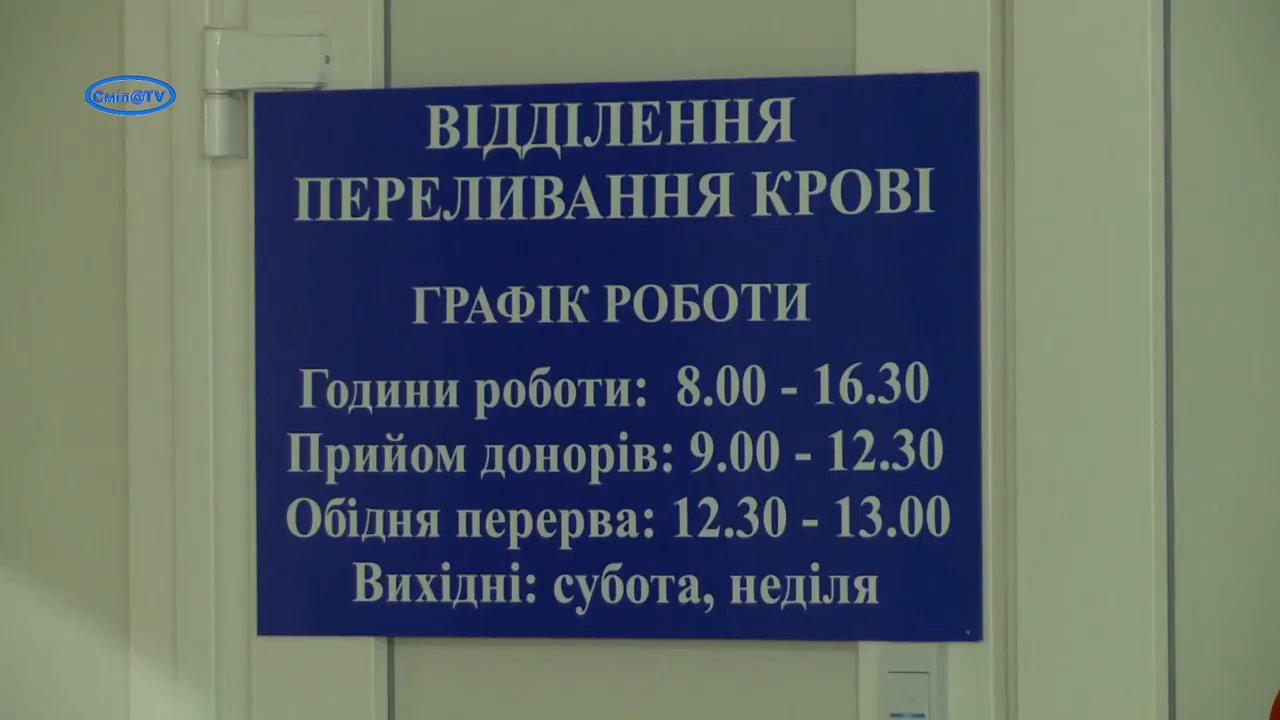 Сміл@TV
ВІДДІЛЕННЯ
ПЕРЕЛИВАННЯ КРОВІ
ГРАФІК РОБОТИ
Години роботи: 8.00 - 16.30
Прийом донорів: 9.00 - 12.30
Обідня перерва: 12.30 - 13.00
Вихідні: субота, неділя